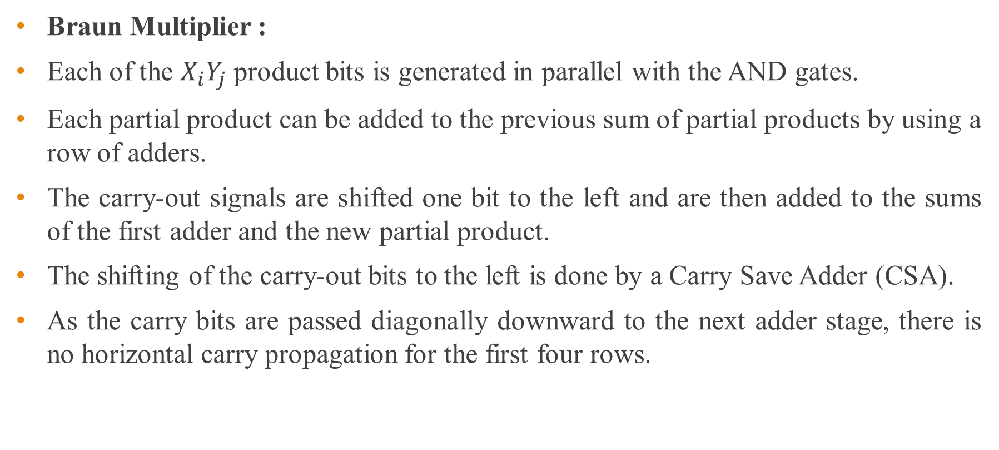 • Braun Multiplier :
• Each of the $X_iY_j$ product bits is generated in parallel with the AND gates.
• Each partial product can be added to the previous sum of partial products by using a
row of adders.
• The carry-out signals are shifted one bit to the left and are then added to the sums
of the first adder and the new partial product.
• The shifting of the carry-out bits to the left is done by a Carry Save Adder (CSA).
• As the carry bits are passed diagonally downward to the next adder stage, there is
no horizontal carry propagation for the first four rows.